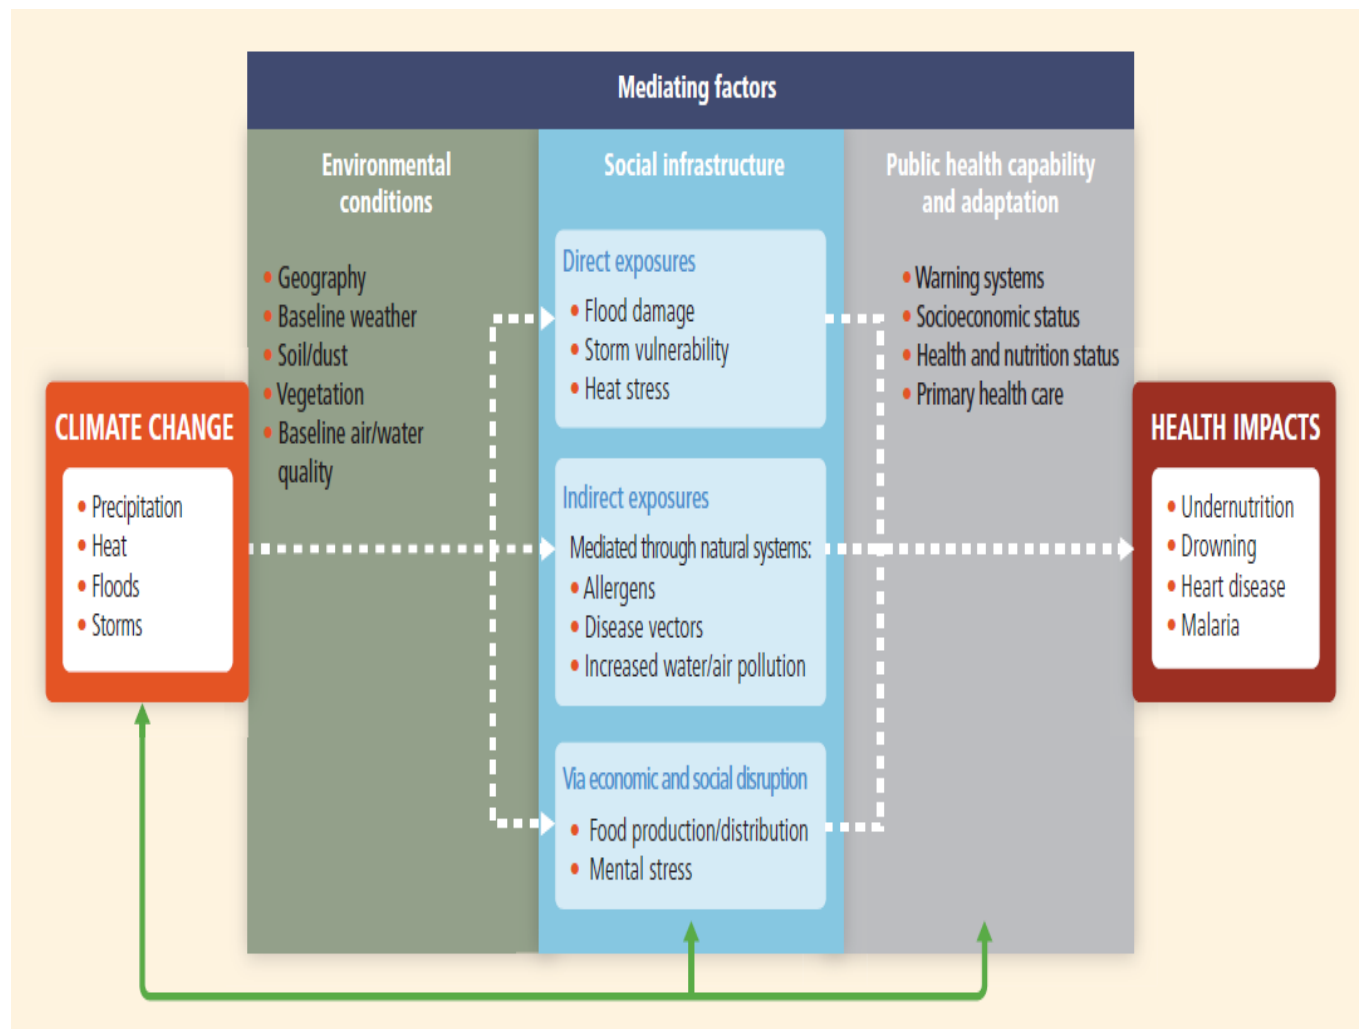 Mediating factors
Environmental
conditions
• Geography
• Baseline weather
• Soil/dust
• Vegetation
• Baseline air/water
quality
Social infrastructure
Direct exposures
• Flood damage
• Storm vulnerability
• Heat stress
Indirect exposures
Mediated through natural systems:
• Allergens
• Disease vectors
• Increased water/air pollution
Via economic and social disruption
• Food production/distribution
• Mental stress
Public health capability
and adaptation
• Warning systems
• Socioeconomic status
• Health and nutrition status
• Primary health care
CLIMATE CHANGE
• Precipitation
• Heat
• Floods
• Storms
HEALTH IMPACTS
• Undernutrition
• Drowning
• Heart disease
• Malaria